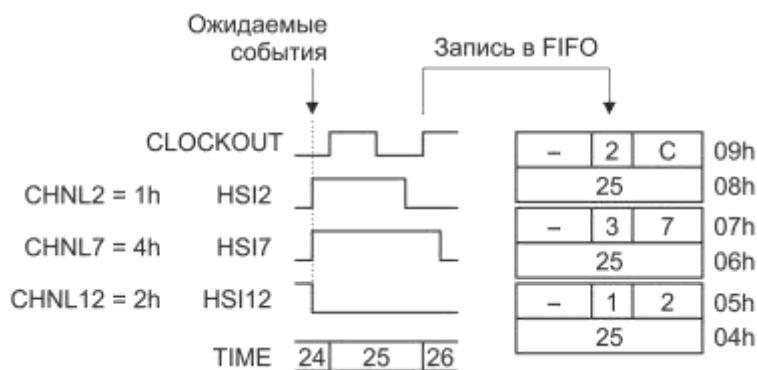 Ожидаемые
события
Запись в FIFO
CLOCKOUT
– 2 C 09h
25 08h
CHNL2 = 1h HSI2
– 3 7 07h
CHNL7 = 4h HSI7
25 06h
CHNL12 = 2h HSI12
– 1 2 05h
25 04h
TIME 24 25 26